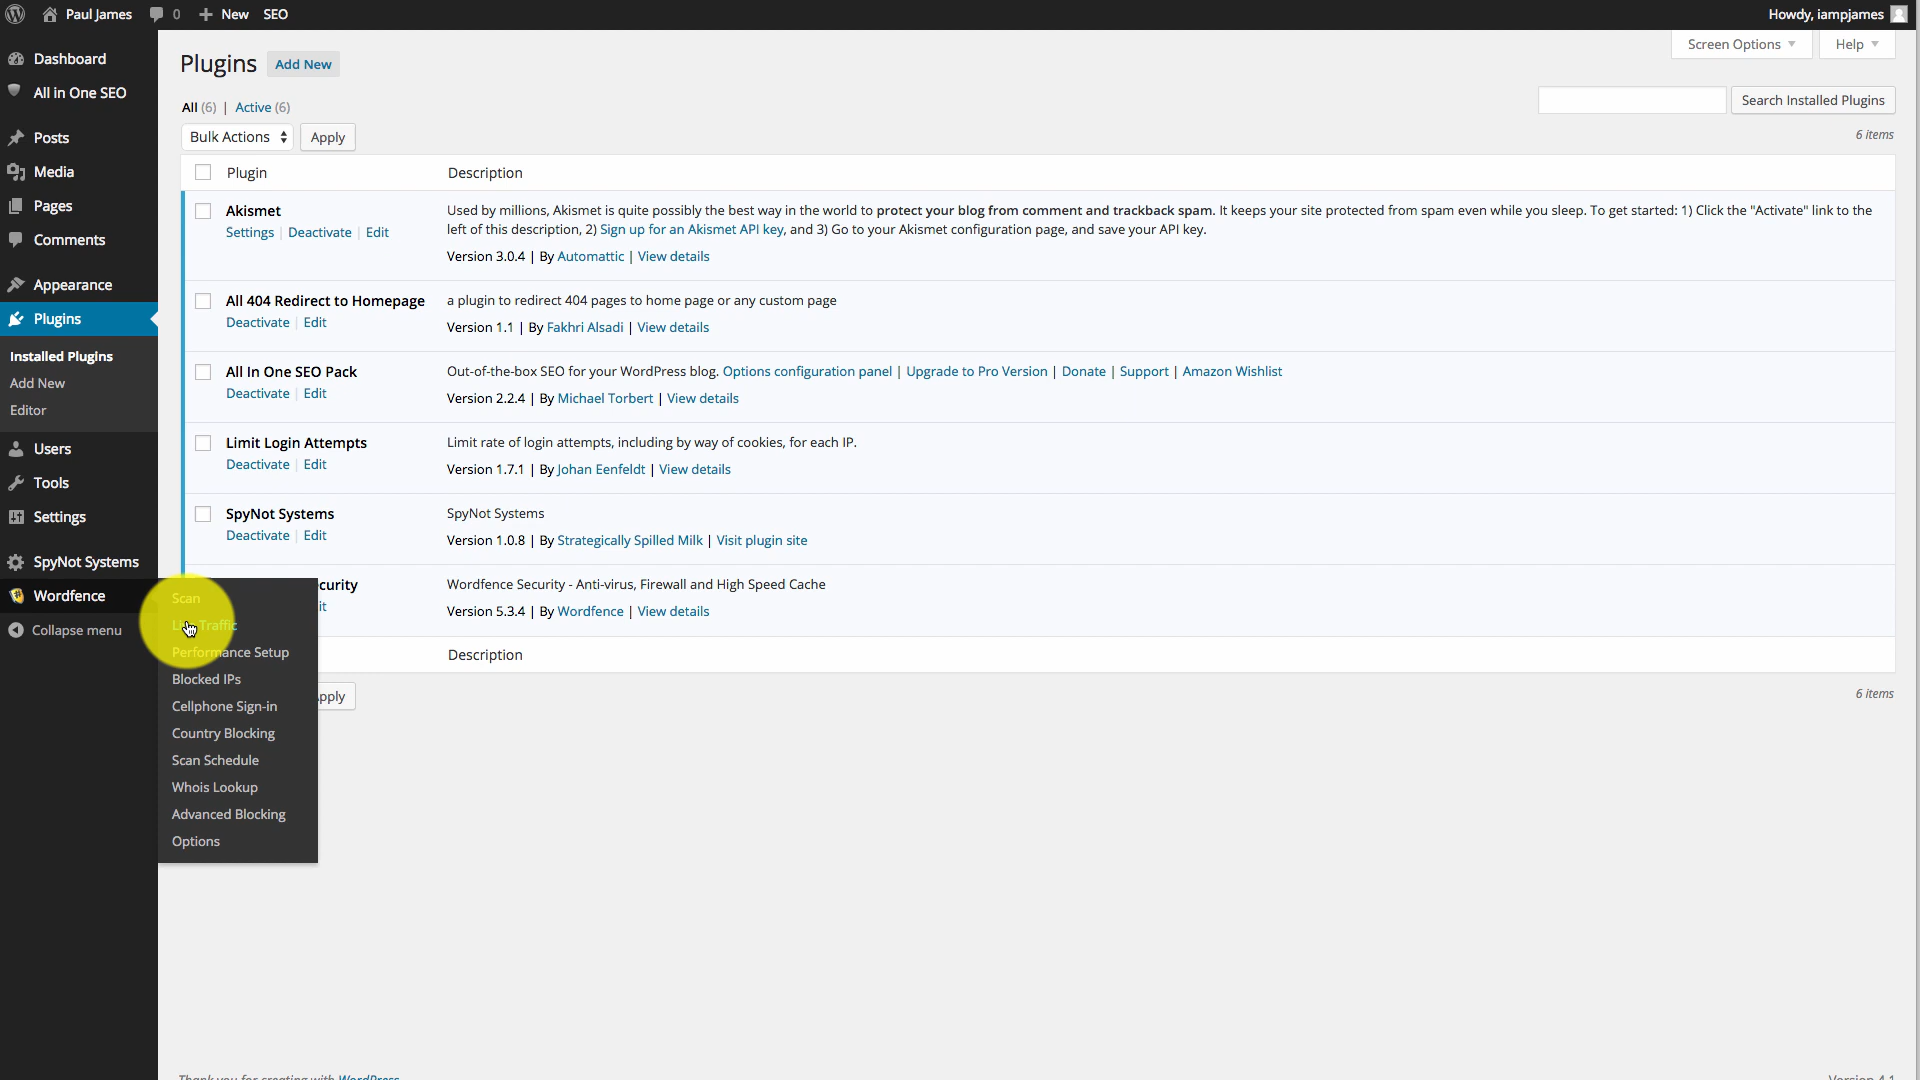 Paul James 0 New SEO Howdy, iampjames
Screen Options Help
Dashboard
All in One SEO
Posts
Media
Pages
Comments
Appearance
Plugins
Installed Plugins
Add New
Editor
Users
Tools
Settings
SpyNot Systems
Wordfence
Collapse menu
Scan
Traffic
Performance Setup
Blocked IPs
Cellphone Sign-in
Country Blocking
Scan Schedule
Whois Lookup
Advanced Blocking
Options
Plugins Add New
All (6) | Active (6)
Search Installed Plugins
Bulk Actions Apply
6 items
Plugin Description
Akismet
Settings | Deactivate | Edit
Used by millions, Akismet is quite possibly the best way in the world to protect your blog from comment and trackback spam. It keeps your site protected from spam even while you sleep. To get started: 1) Click the "Activate" link to the
left of this description, 2) Sign up for an Akismet API key, and 3) Go to your Akismet configuration page, and save your API key.
Version 3.0.4 | By Automattic | View details
All 404 Redirect to Homepage
Deactivate | Edit
a plugin to redirect 404 pages to home page or any custom page
Version 1.1 | By Fakhri Alsadi | View details
All In One SEO Pack
Deactivate | Edit
Out-of-the-box SEO for your WordPress blog. Options configuration panel | Upgrade to Pro Version | Donate | Support | Amazon Wishlist
Version 2.2.4 | By Michael Torbert | View details
Limit Login Attempts
Deactivate | Edit
Limit rate of login attempts, including by way of cookies, for each IP.
Version 1.7.1 | By Johan Eenfeldt | View details
SpyNot Systems
Deactivate | Edit
SpyNot Systems
Version 1.0.8 | By Strategically Spilled Milk | Visit plugin site
curity
it
Wordfence Security - Anti-virus, Firewall and High Speed Cache
Version 5.3.4 | By Wordfence | View details
Description
pply
6 items
Thank you for creating with WordPress
Version 4.1